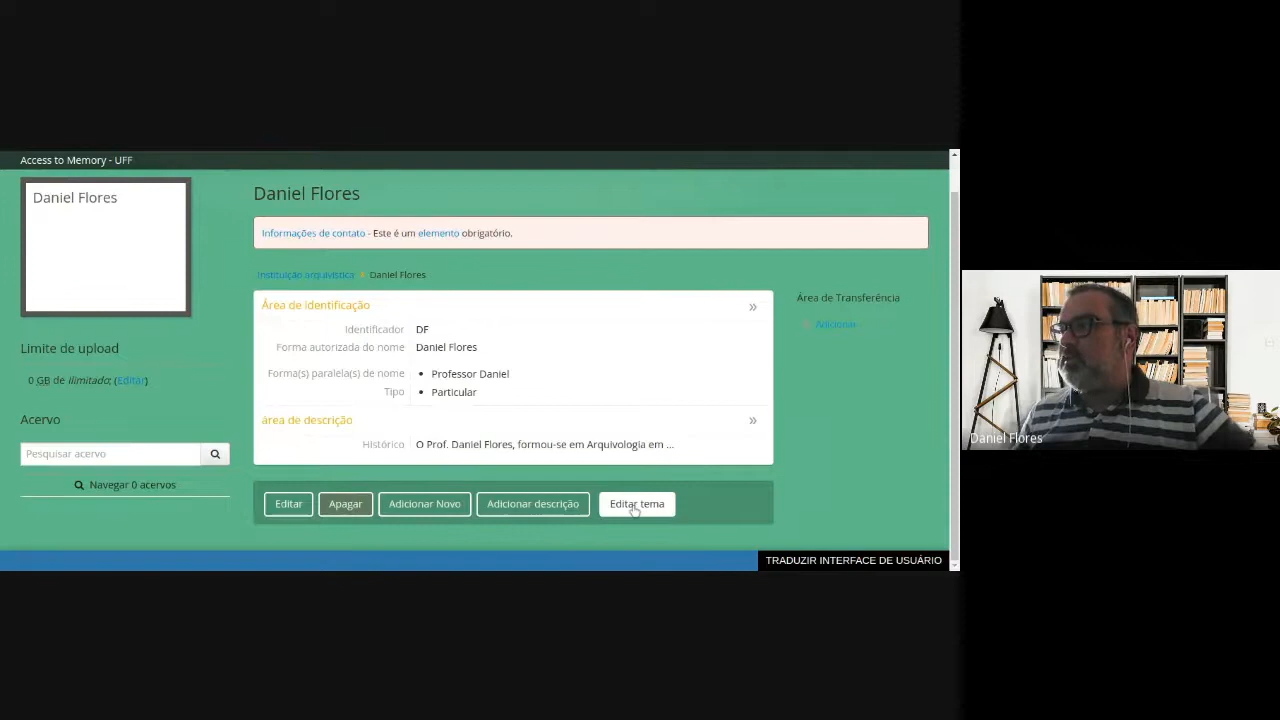 Access to Memory - UFF
Daniel Flores
Limite de upload
0 GB de ilimitado; (Editar)
Acervo
Pesquisar acervo
Navegar 0 acervos
Daniel Flores
Informações de contato - Este é um elemento obrigatório.
Instituição arquivística
Daniel Flores
Área de identificação
»
Identificador DF
Forma autorizada do nome Daniel Flores
Forma(s) paralela(s) de nome • Professor Daniel
Tipo • Particular
área de descrição
»
Histórico O Prof. Daniel Flores, formou-se em Arquivologia em ...
Editar
Apagar
Adicionar Novo
Adicionar descrição
Editar tema
Área de Transferência
Adicionar
TRADUZIR INTERFACE DE USUÁRIO
Daniel Flores